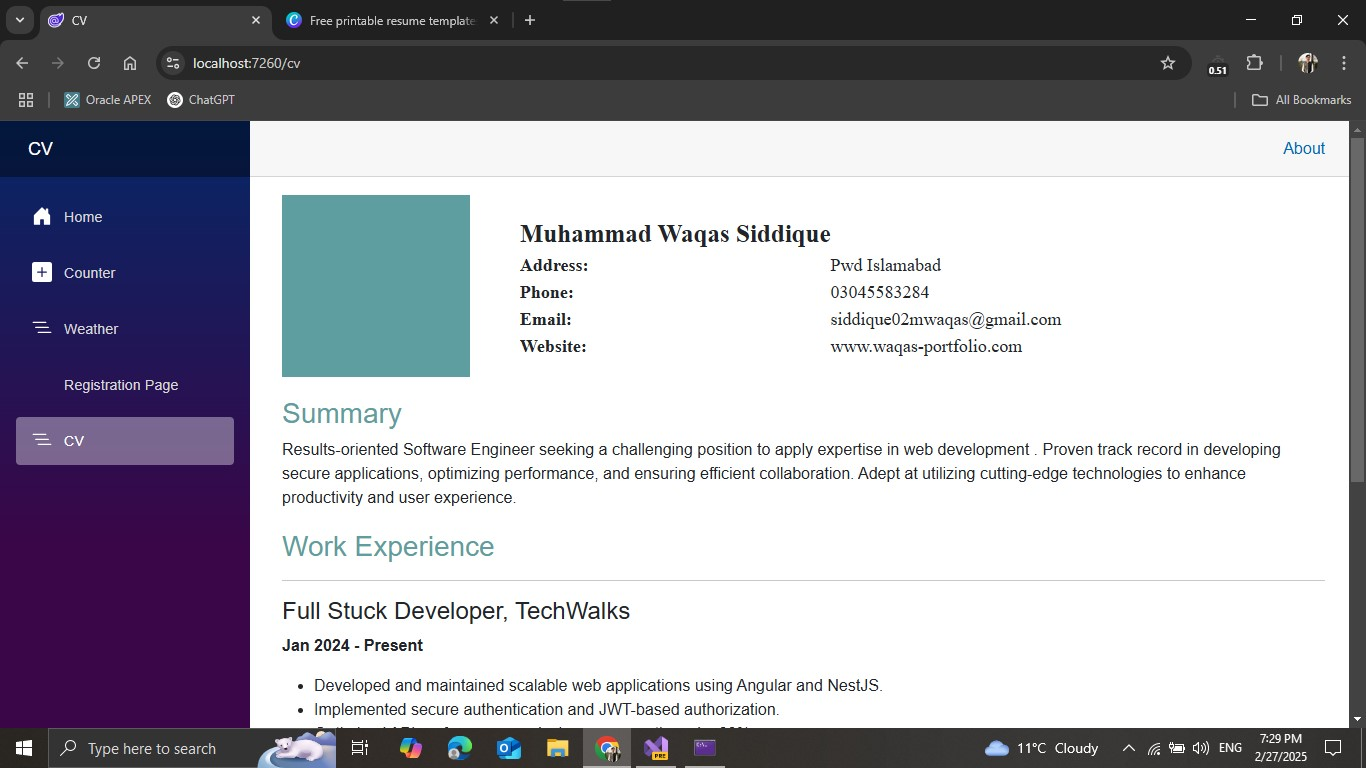 CV
Free printable resume template
localhost:7260/cv
0.51
Oracle APEX
ChatGPT
All Bookmarks
CV
About
Home
Counter
Weather
Registration Page
CV
Muhammad Waqas Siddique
Address: Pwd Islamabad
Phone: 03045583284
Email: siddique02mwaqas@gmail.com
Website: www.waqas-portfolio.com
Summary
Results-oriented Software Engineer seeking a challenging position to apply expertise in web development . Proven track record in developing
secure applications, optimizing performance, and ensuring efficient collaboration. Adept at utilizing cutting-edge technologies to enhance
productivity and user experience.
Work Experience
Full Stuck Developer, TechWalks
Jan 2024 - Present
Developed and maintained scalable web applications using Angular and NestJS.
Implemented secure authentication and JWT-based authorization.
Type here to search
PRE
11°C Cloudy
ENG
7:29 PM
2/27/2025